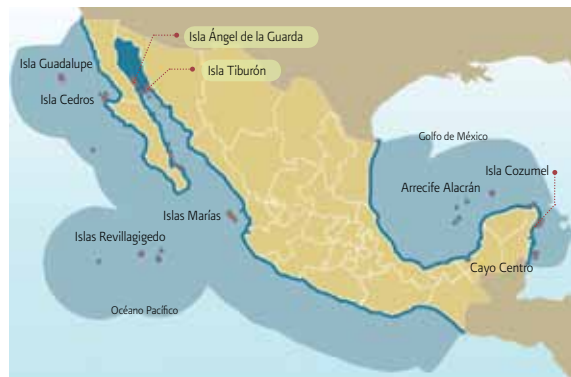 Isla Ángel de la Guarda
Isla Guadalupe
Isla Tiburón
Isla Cedros
Golfo de México
Isla Cozumel
Arrecife Alacrán
Islas Marías
Islas Revillagigedo
Cayo Centro
Océano Pacífico